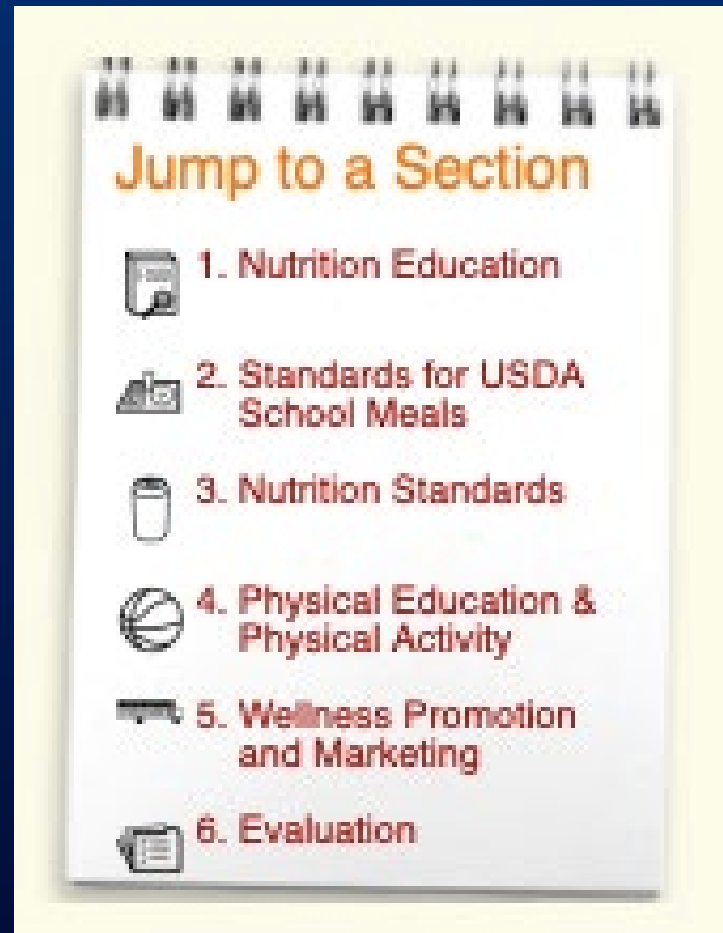 Jump to a Section
1. Nutrition Education
2. Standards for USDA
School Meals
3. Nutrition Standards
4. Physical Education &
Physical Activity
5. Wellness Promotion
and Marketing
6. Evaluation